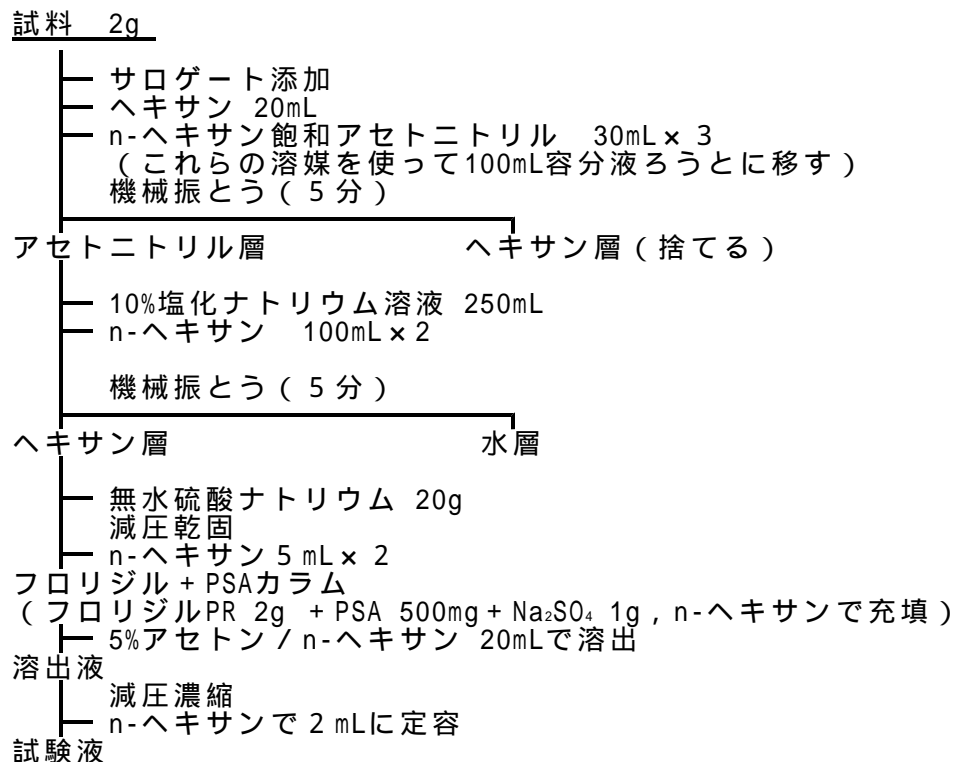 試料　2g
サロゲート添加
ヘキサン 20mL
n-ヘキサン飽和アセトニトリル　30mL×３
（これらの溶媒を使って100mL容分液ろうとに移す）
機械振とう（５分）
アセトニトリル層　ヘキサン層（捨てる）
10%塩化ナトリウム溶液 250mL
n-ヘキサン　100mL×２
機械振とう（５分）
ヘキサン層　水層
無水硫酸ナトリウム 20g
減圧乾固
n-ヘキサン５mL×２
フロリジル＋PSAカラム
（フロリジルPR 2g ＋PSA 500mg＋Na₂SO₄ 1g，n-ヘキサンで充填）
5%アセトン／n-ヘキサン 20mLで溶出
溶出液
減圧濃縮
n-ヘキサンで２mLに定容
試験液